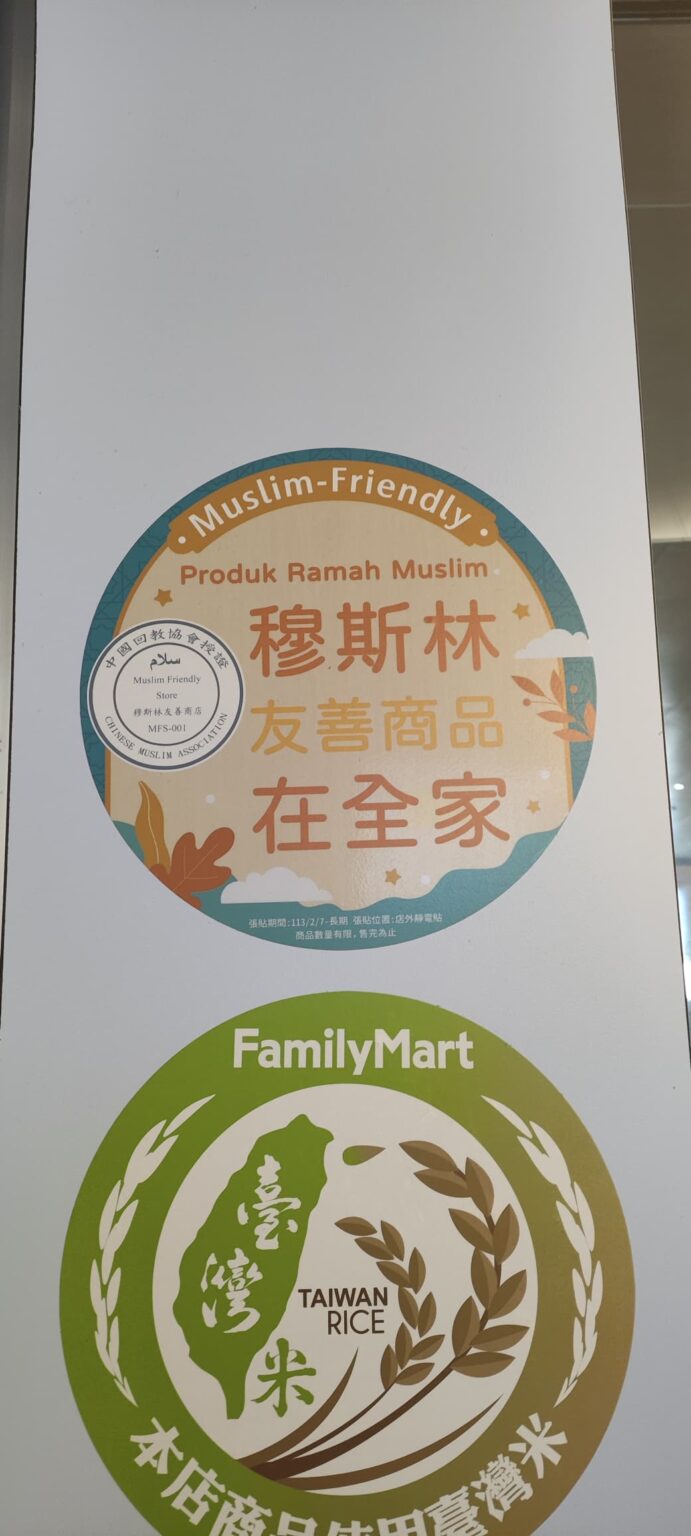 Muslim-Friendly
Produk Ramah Muslim
穆斯林
友善商品
在全家
中國回教協會授證
سلام
Muslim Friendly
Store
穆斯林友善商店
MFS-001
CHINESE MUSLIM ASSOCIATION
張貼期間:113/2/7-長期 張貼位置:店外靜電貼
商品數量有限,售完為止
FamilyMart
臺灣米
TAIWAN
RICE
本店商品使用臺灣米